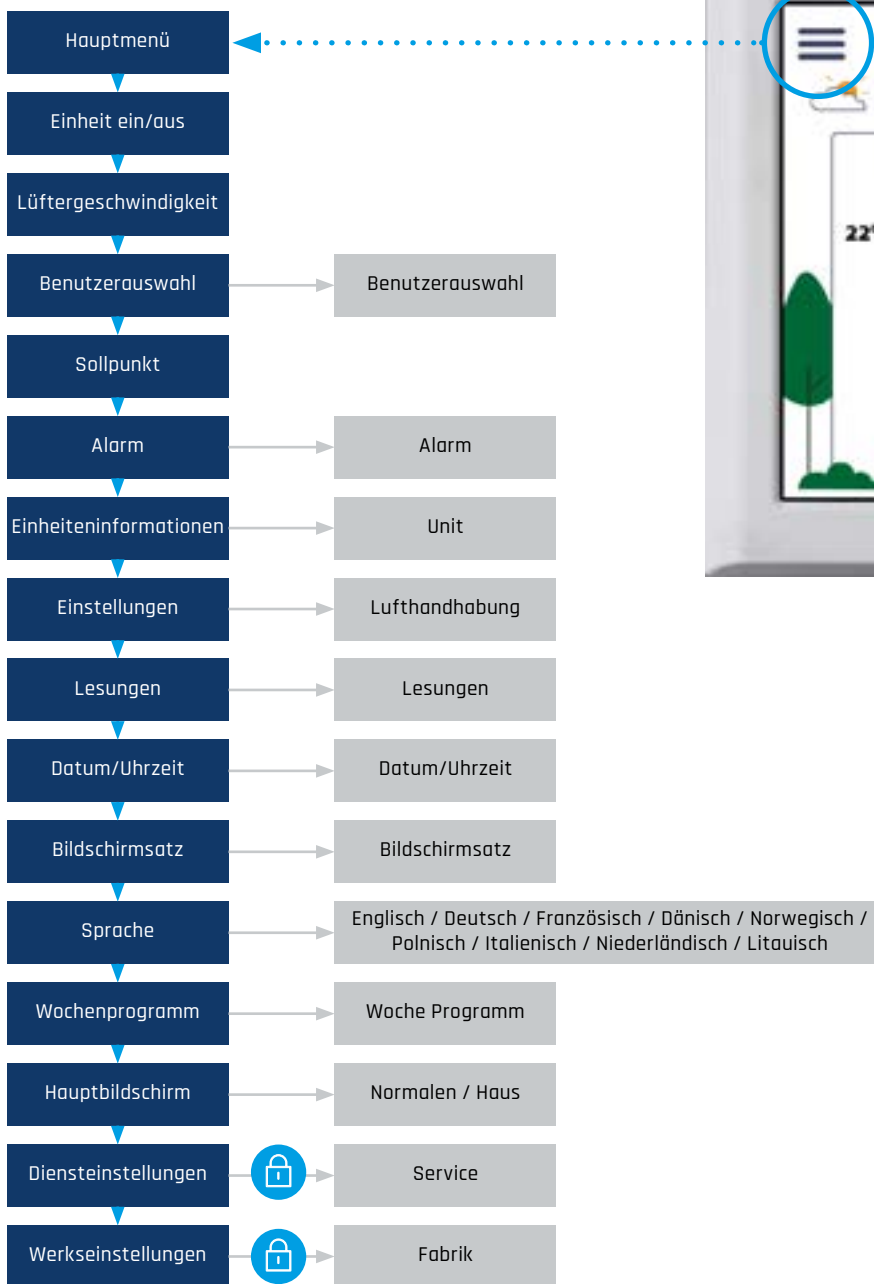 Hauptmenü
Einheit ein/aus
Lüftergeschwindigkeit
Benutzerauswahl
Benutzerauswahl
Sollpunkt
Alarm
Alarm
Einheiteninformationen
Unit
Einstellungen
Lufthandhabung
Lesungen
Lesungen
Datum/Uhrzeit
Datum/Uhrzeit
Bildschirmsatz
Bildschirmsatz
Sprache
Englisch / Deutsch / Französisch / Dänisch / Norwegisch /
Polnisch / Italienisch / Niederländisch / Litauisch
Wochenprogramm
Woche Programm
Hauptbildschirm
Normalen / Haus
Diensteinstellungen
Service
Werkseinstellungen
Fabrik
22°